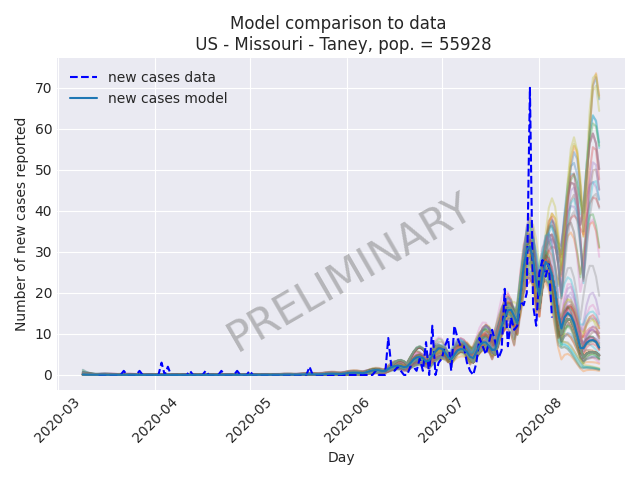 Model comparison to data
US - Missouri - Taney, pop. = 55928
new cases data
new cases model
Number of new cases reported
70
60
50
40
30
20
10
0
PRELIMINARY
2020-03
2020-04
2020-05
2020-06
2020-07
2020-08
Day